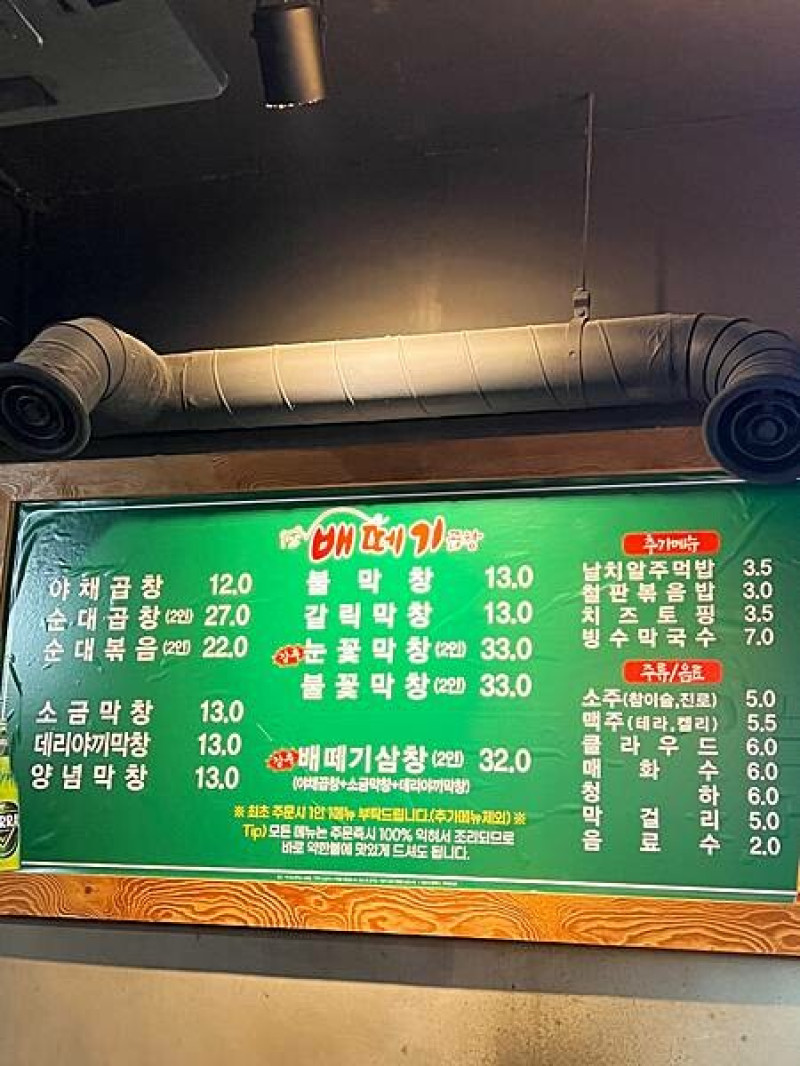 배떼기곱창
야채곱창 12.0
순대곱창(2인) 27.0
순대볶음(2인) 22.0
소금막창 13.0
데리야끼막창 13.0
양념막창 13.0
불막창 13.0
갈릭막창 13.0
강추 눈꽃막창(2인) 33.0
불꽃막창(2인) 33.0
강추 배떼기삼창(2인) 32.0
(야채곱창+소금막창+데리야끼막창)
※ 최초 주문시 1인 1메뉴 부탁드립니다.(추가메뉴제외) ※
Tip) 모든 메뉴는 주문즉시 100% 익혀서 조리되므로
바로 약한불에 맛있게 드셔도 됩니다.
추가메뉴
날치알주먹밥 3.5
철판볶음밥 3.0
치즈토핑 3.5
빙수막국수 7.0
주류/음료
소주(참이슬,진로) 5.0
맥주(테라,켈리) 5.5
클라우드 6.0
매화수 6.0
청하 6.0
막걸리 5.0
음료수 2.0